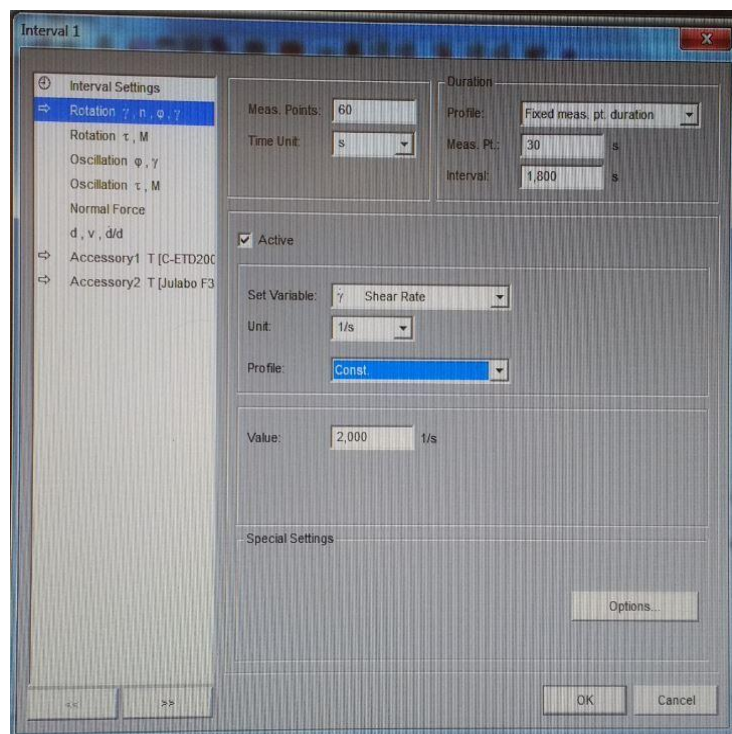 Interval 1
X
Interval Settings
Rotation γ̇ , n , φ , γ
Rotation τ , M
Oscillation φ , γ
Oscillation τ , M
Normal Force
d , v , d/d
Accessory1 T [C-ETD200
Accessory2 T [Julabo F3
<< >>
Meas. Points: 60
Time Unit: s
Duration
Profile: Fixed meas. pt. duration
Meas. Pt.: 30 s
Interval: 1,800 s
Active
Set Variable: γ̇ Shear Rate
Unit: 1/s
Profile: Const.
Value: 2,000 1/s
Special Settings
Options...
OK Cancel